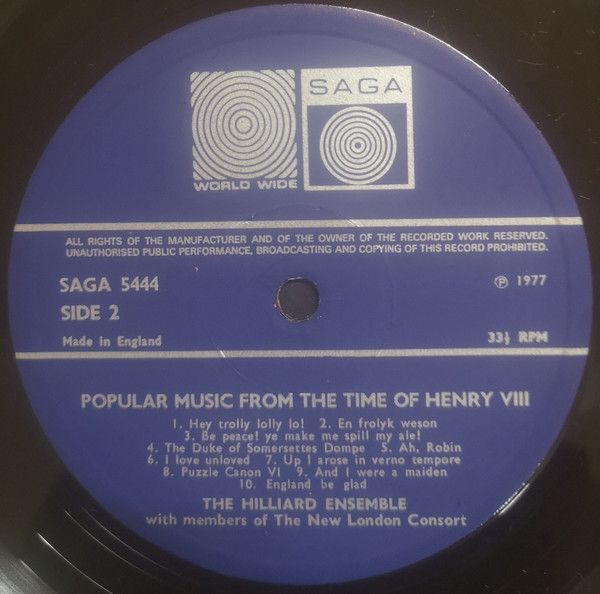 SAGA
WORLD WIDE
ALL RIGHTS OF THE MANUFACTURER AND OF THE OWNER OF THE RECORDED WORK RESERVED.
UNAUTHORISED PUBLIC PERFORMANCE, BROADCASTING AND COPYING OF THIS RECORD PROHIBITED.
SAGA 5444
℗ 1977
SIDE 2
Made in England
33⅓ RPM
POPULAR MUSIC FROM THE TIME OF HENRY VIII
1. Hey trolly lolly lo! 2. En frolyk weson
3. Be peace! ye make me spill my ale!
4. The Duke of Somersettes Dompe 5. Ah, Robin
6. I love unloved 7. Up I arose in verno tempore
8. Puzzle Canon VI 9. And I were a maiden
10. England be glad
THE HILLIARD ENSEMBLE
with members of The New London Consort